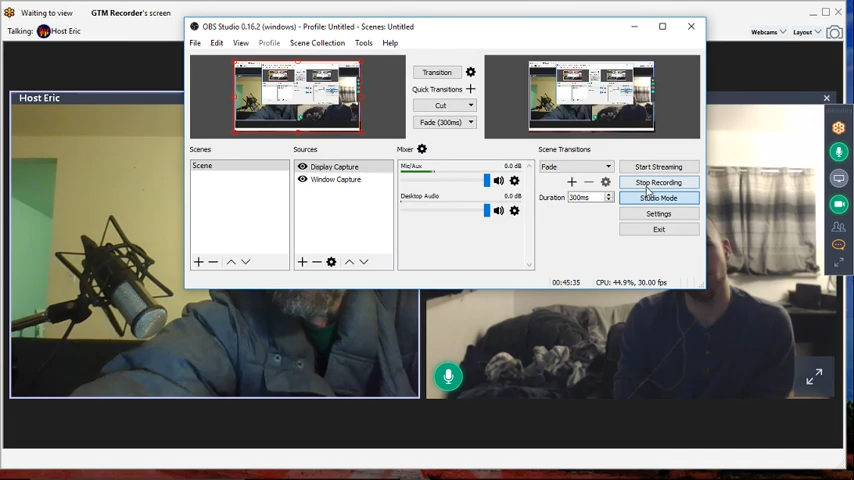 Waiting to view
GTM Recorder's screen
Talking:
Host Eric
Webcams
Layout
Host Eric
OBS Studio 0.16.2 (windows) - Profile: Untitled - Scenes: Untitled
File
Edit
View
Profile
Scene Collection
Tools
Help
Transition
Quick Transitions
Cut
Fade (300ms)
Scenes
Scene
Sources
Display Capture
Window Capture
Mixer
Mic/Aux
0.0 dB
Desktop Audio
0.0 dB
Scene Transitions
Fade
Duration
300ms
Start Streaming
Stop Recording
Studio Mode
Settings
Exit
00:45:35
CPU: 44.9%, 30.00 fps